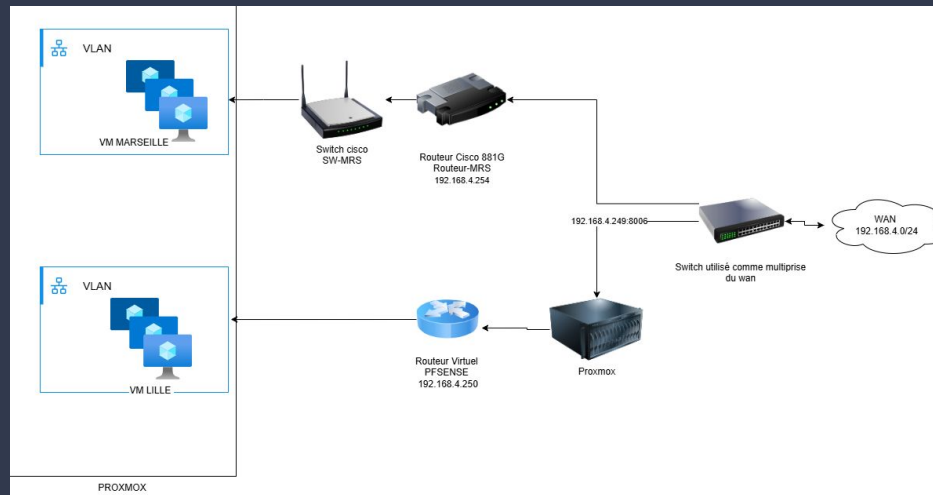 VLAN
VM MARSEILLE
Switch cisco
SW-MRS
Routeur Cisco 881G
Routeur-MRS
192.168.4.254
192.168.4.249:8006
Switch utilisé comme multiprise
du wan
WAN
192.168.4.0/24
VLAN
VM LILLE
Routeur Virtuel
PFSENSE
192.168.4.250
Proxmox
PROXMOX